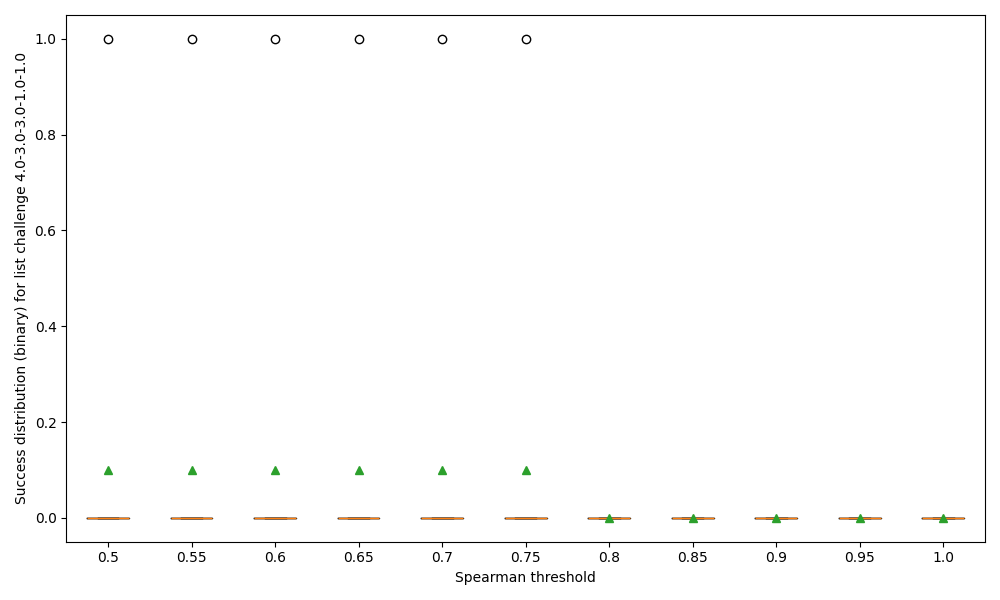 Success distribution (binary) for list challenge 4.0-3.0-3.0-1.0-1.0
1.0
0.8
0.6
0.4
0.2
0.0
0.5 0.55 0.6 0.65 0.7 0.75 0.8 0.85 0.9 0.95 1.0
Spearman threshold